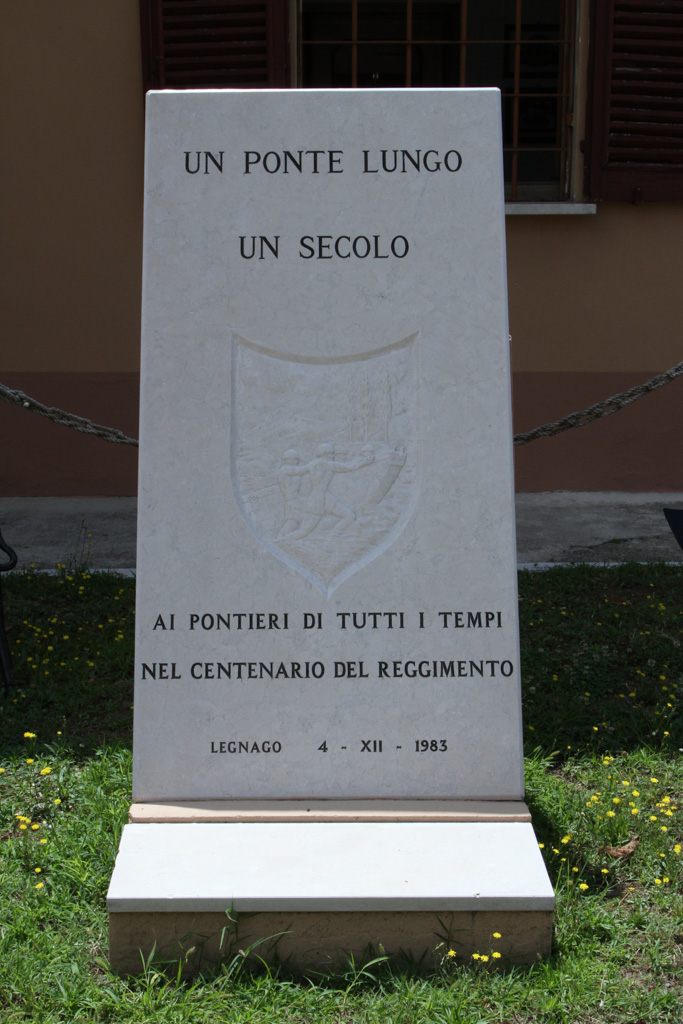 UN PONTE LUNGO
UN SECOLO
AI PONTIERI DI TUTTI I TEMPI
NEL CENTENARIO DEL REGGIMENTO
LEGNAGO 4 - XII - 1983